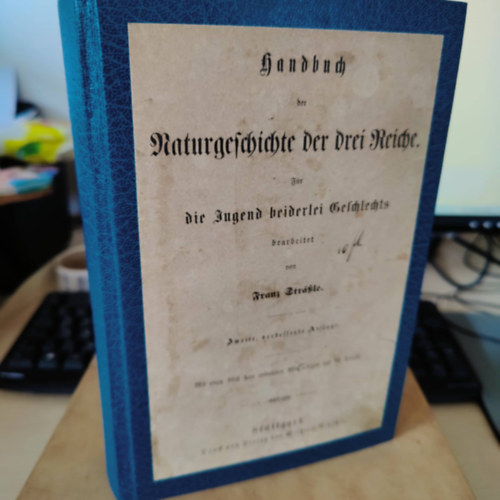 Handbuch
der
Naturgeschichte der drei Reiche.
Für
die Jugend beiderlei Geschlechts
bearbeitet
von
Franz Sträßle.
Zweite, verbesserte Auflage.
Stuttgart